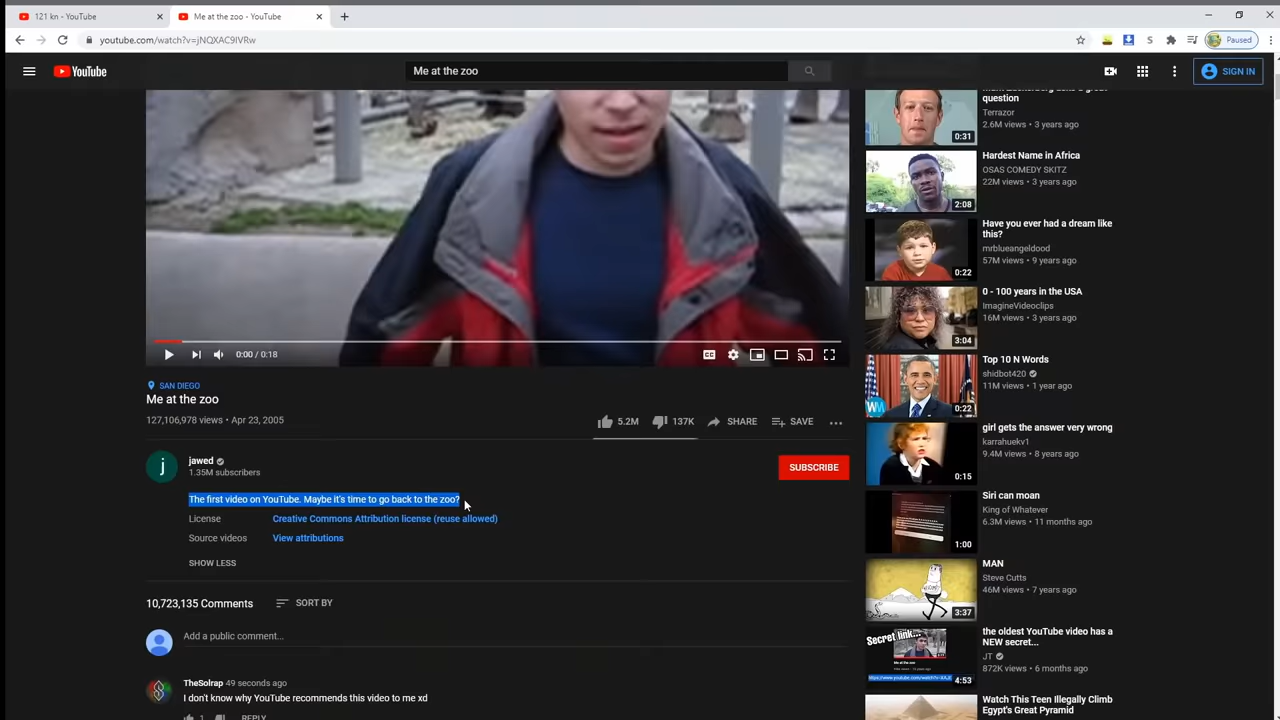 121 kn - YouTube
Me at the zoo - YouTube
youtube.com/watch?v=jNQXAC9IVRw
Paused
YouTube
Me at the zoo
SIGN IN
0:00 / 0:18
SAN DIEGO
Me at the zoo
127,106,978 views • Apr 23, 2005
5.2M
137K
SHARE
SAVE
jawed
1.35M subscribers
SUBSCRIBE
The first video on YouTube. Maybe it's time to go back to the zoo?
License
Creative Commons Attribution license (reuse allowed)
Source videos
View attributions
SHOW LESS
10,723,135 Comments
SORT BY
Add a public comment...
49 seconds ago
I don't know why YouTube recommends this video to me xd
1
REPLY
question
Terrazor
2.6M views • 3 years ago
0:31
Hardest Name in Africa
OSAS COMEDY SKITZ
22M views • 3 years ago
2:08
Have you ever had a dream like
this?
mrblueangeldood
57M views • 9 years ago
0:22
0 - 100 years in the USA
ImagineVideoclips
16M views • 3 years ago
3:04
Top 10 N Words
shidbot420
11M views • 1 year ago
0:22
girl gets the answer very wrong
karrahuekv1
9.4M views • 8 years ago
0:15
Siri can moan
King of Whatever
6.3M views • 11 months ago
1:00
MAN
Steve Cutts
46M views • 7 years ago
3:37
the oldest YouTube video has a
NEW secret...
JT
872K views • 6 months ago
Secret link...
4:53
Watch This Teen Illegally Climb
Egypt's Great Pyramid